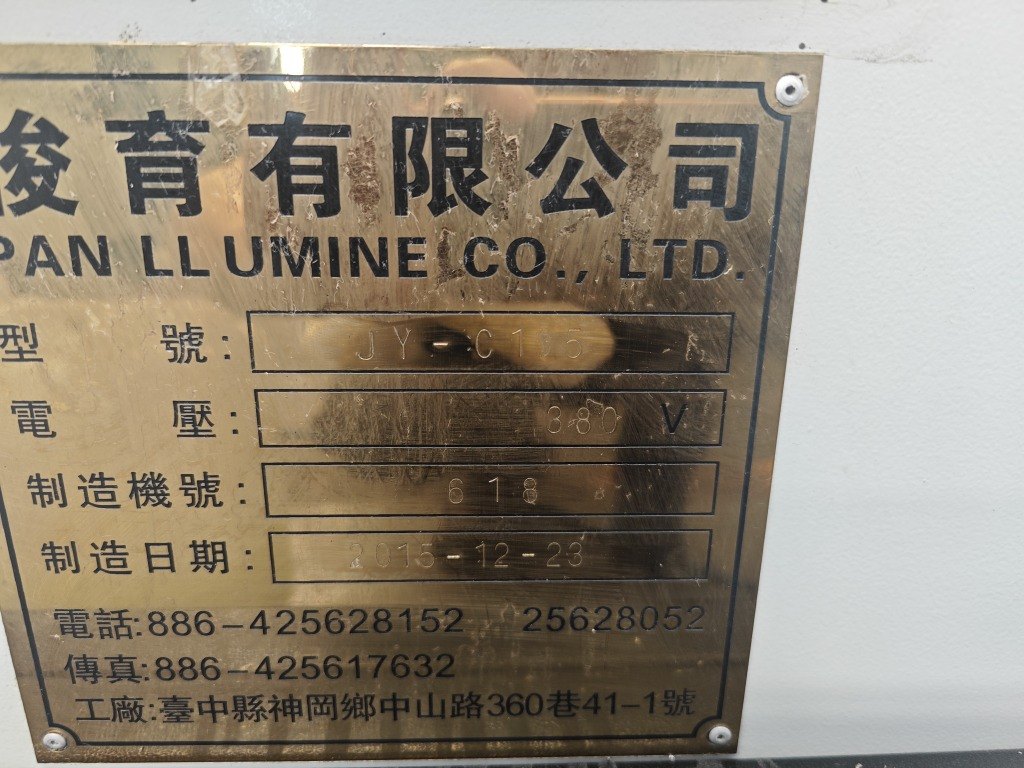 俊育有限公司
PAN LLUMINE CO., LTD.
型 號:
電 壓: 380 V
制造機號: 618
制造日期: 2015-12-23
電話:886-425628152 25628052
傳真:886-425617632
工廠:臺中縣神岡鄉中山路360巷41-1號